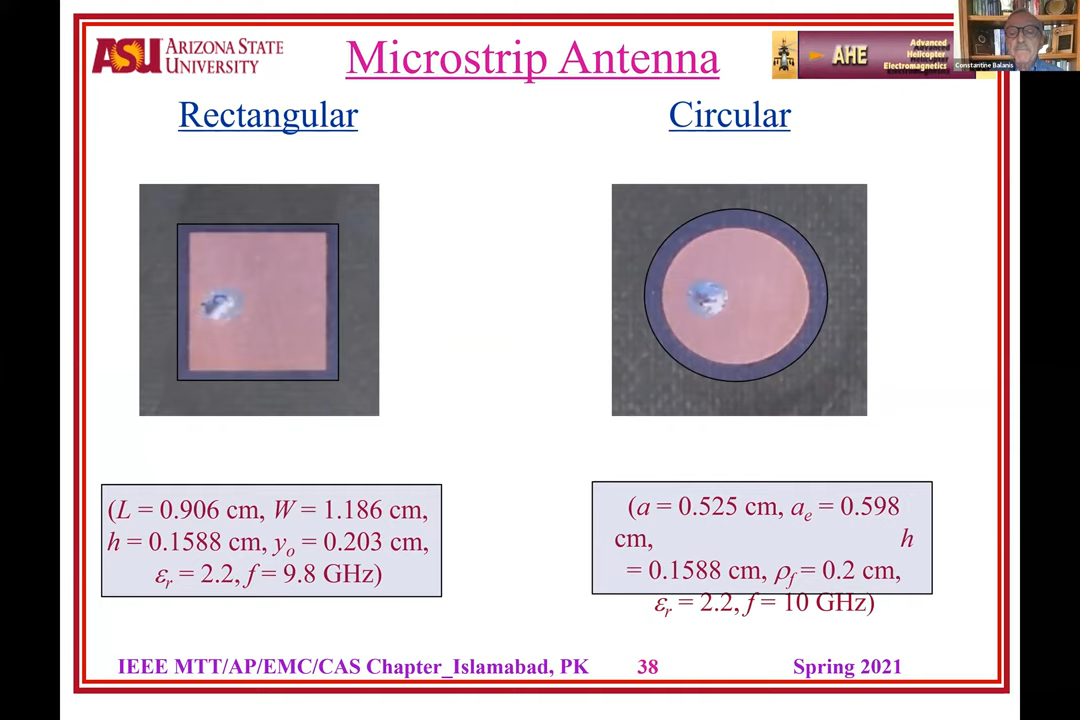 ASU ARIZONA STATE
UNIVERSITY
Microstrip Antenna
AHE
Advanced
Helicopter
Electromagnetics
Constantine Balanis
Rectangular
Circular
(L = 0.906 cm, W = 1.186 cm,
h = 0.1588 cm, yₒ = 0.203 cm,
εᵣ = 2.2, f = 9.8 GHz)
(a = 0.525 cm, aₑ = 0.598
cm, h
= 0.1588 cm, ρf = 0.2 cm,
εᵣ = 2.2, f = 10 GHz)
IEEE MTT/AP/EMC/CAS Chapter_Islamabad, PK 38 Spring 2021